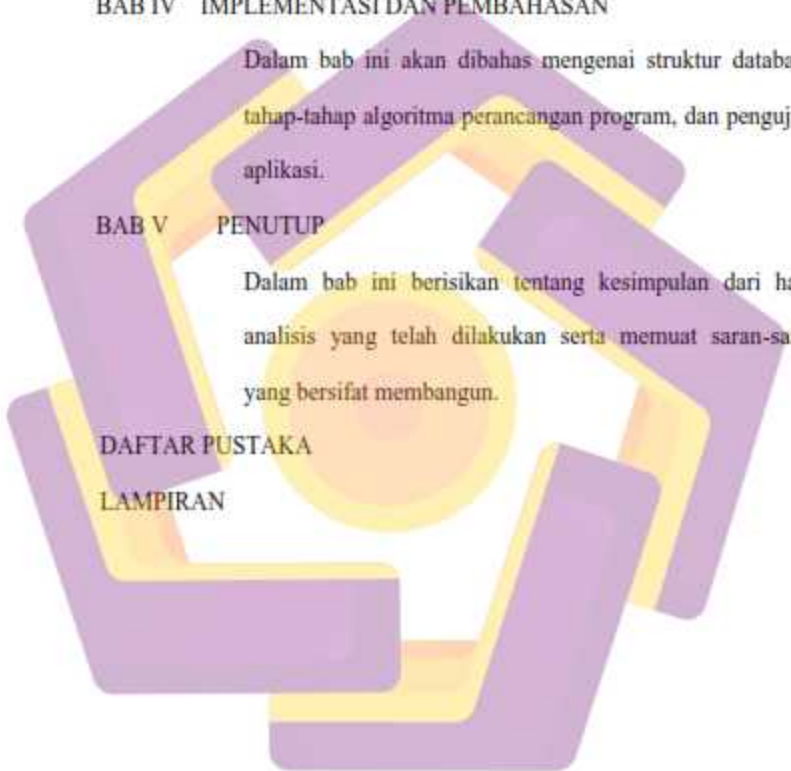 BAB IV IMPLEMENTASI DAN PEMBAHASAN
Dalam bab ini akan dibahas mengenai struktur databa
tahap-tahap algoritma perancangan program, dan penguj
aplikasi.
BAB V PENUTUP
Dalam bab ini berisikan tentang kesimpulan dari ha
analisis yang telah dilakukan serta memuat saran-sa
yang bersifat membangun.
DAFTAR PUSTAKA
LAMPIRAN